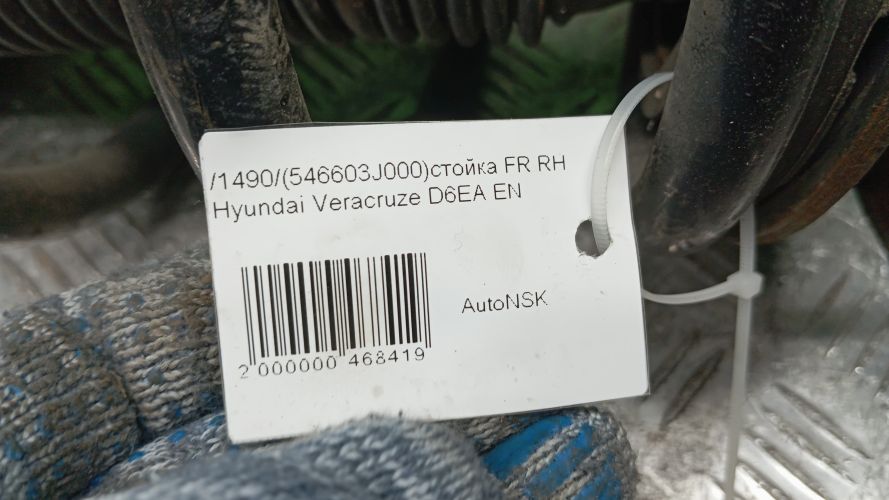 /1490/(546603J000)стойка FR RH
Hyundai Veracruze D6EA EN
AutoNSK
2 000000 468419